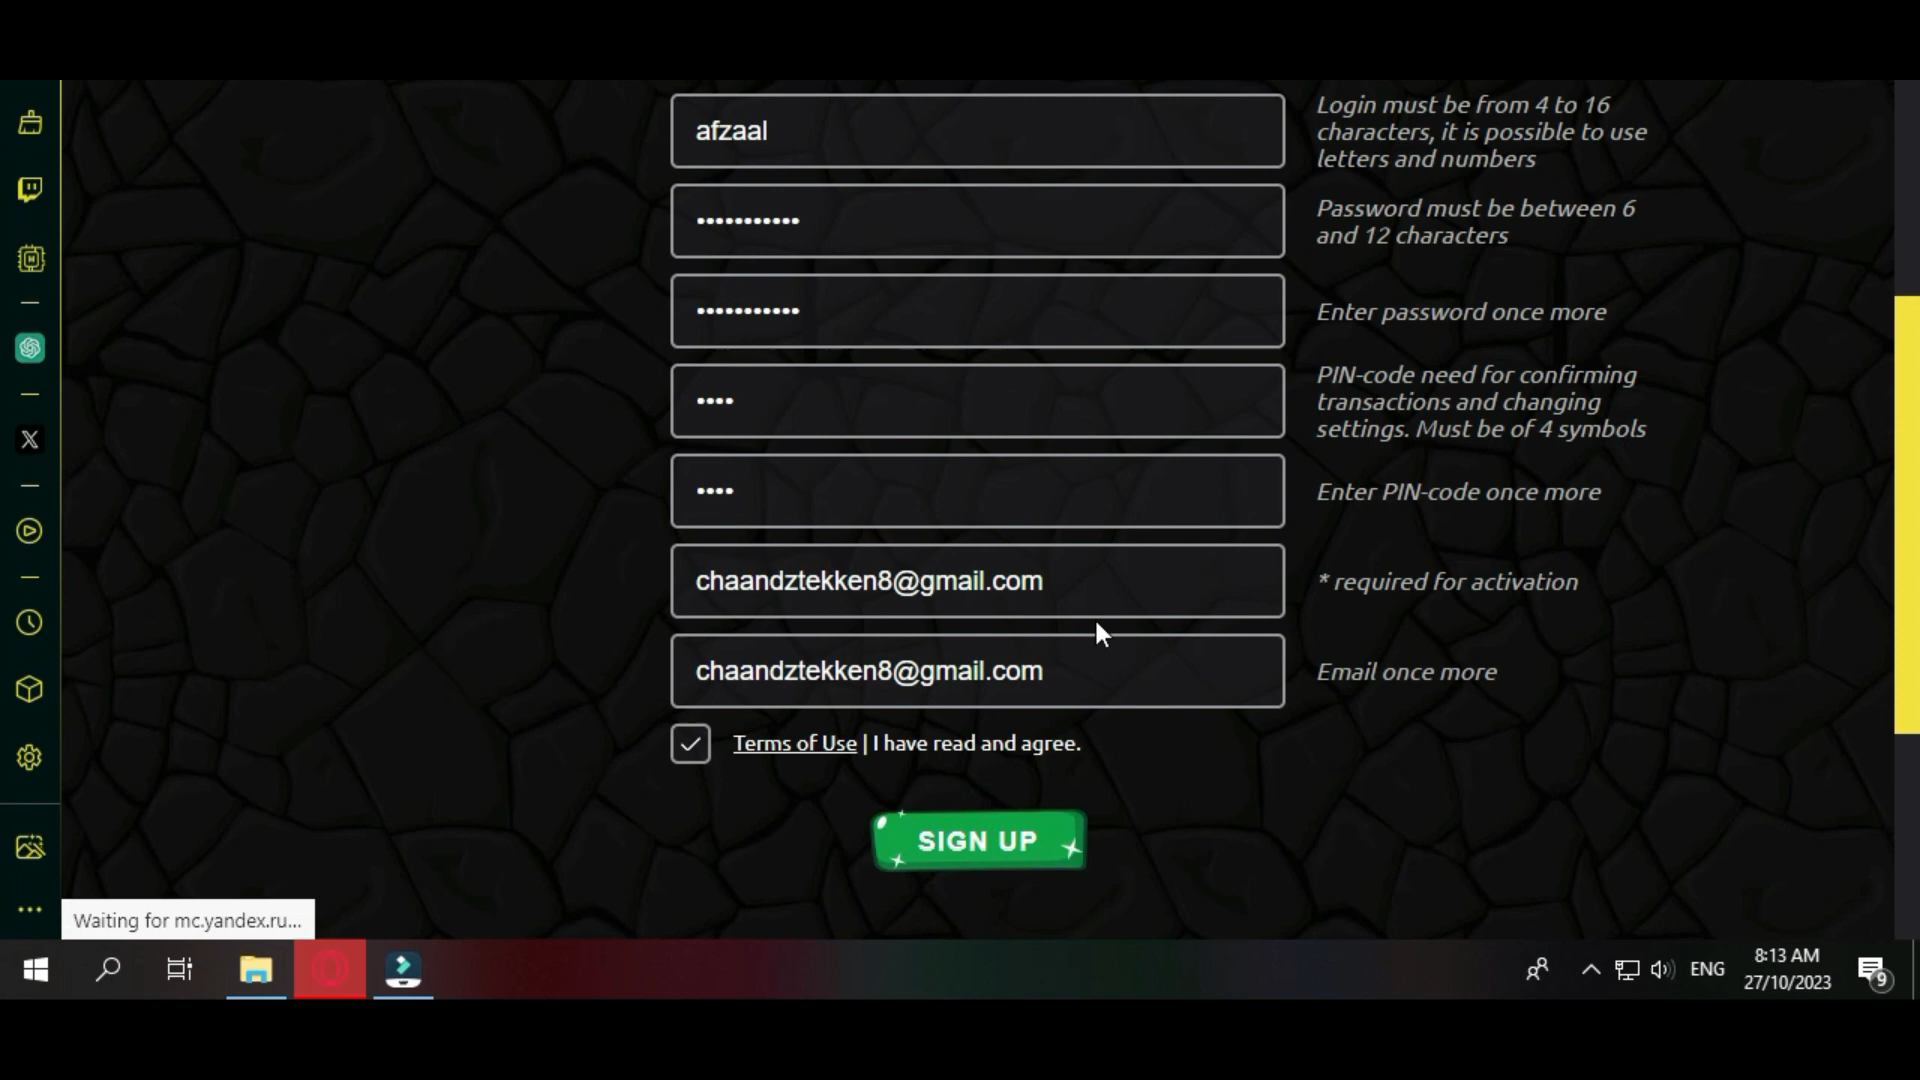 afzaal
Login must be from 4 to 16
characters, it is possible to use
letters and numbers
•••••••••••
Password must be between 6
and 12 characters
•••••••••••
Enter password once more
••••
PIN-code need for confirming
transactions and changing
settings. Must be of 4 symbols
••••
Enter PIN-code once more
chaandztekken8@gmail.com
* required for activation
chaandztekken8@gmail.com
Email once more
Terms of Use | I have read and agree.
SIGN UP
Waiting for mc.yandex.ru...
ENG
8:13 AM
27/10/2023
9